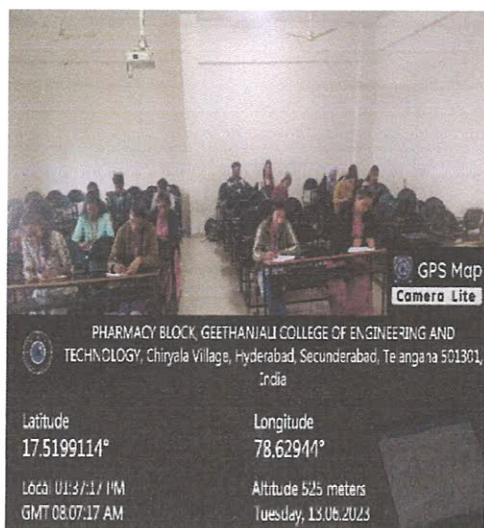 GPS Map
Camera Lite
PHARMACY BLOCK, GEETHANJALI COLLEGE OF ENGINEERING AND
TECHNOLOGY, Chiryala Village, Hyderabad, Secunderabad, Telangana 501301,
India
Latitude
17.5199114°
Longitude
78.62944°
Local 01:37:17 PM
GMT 08:07:17 AM
Altitude 525 meters
Tuesday, 13.06.2023